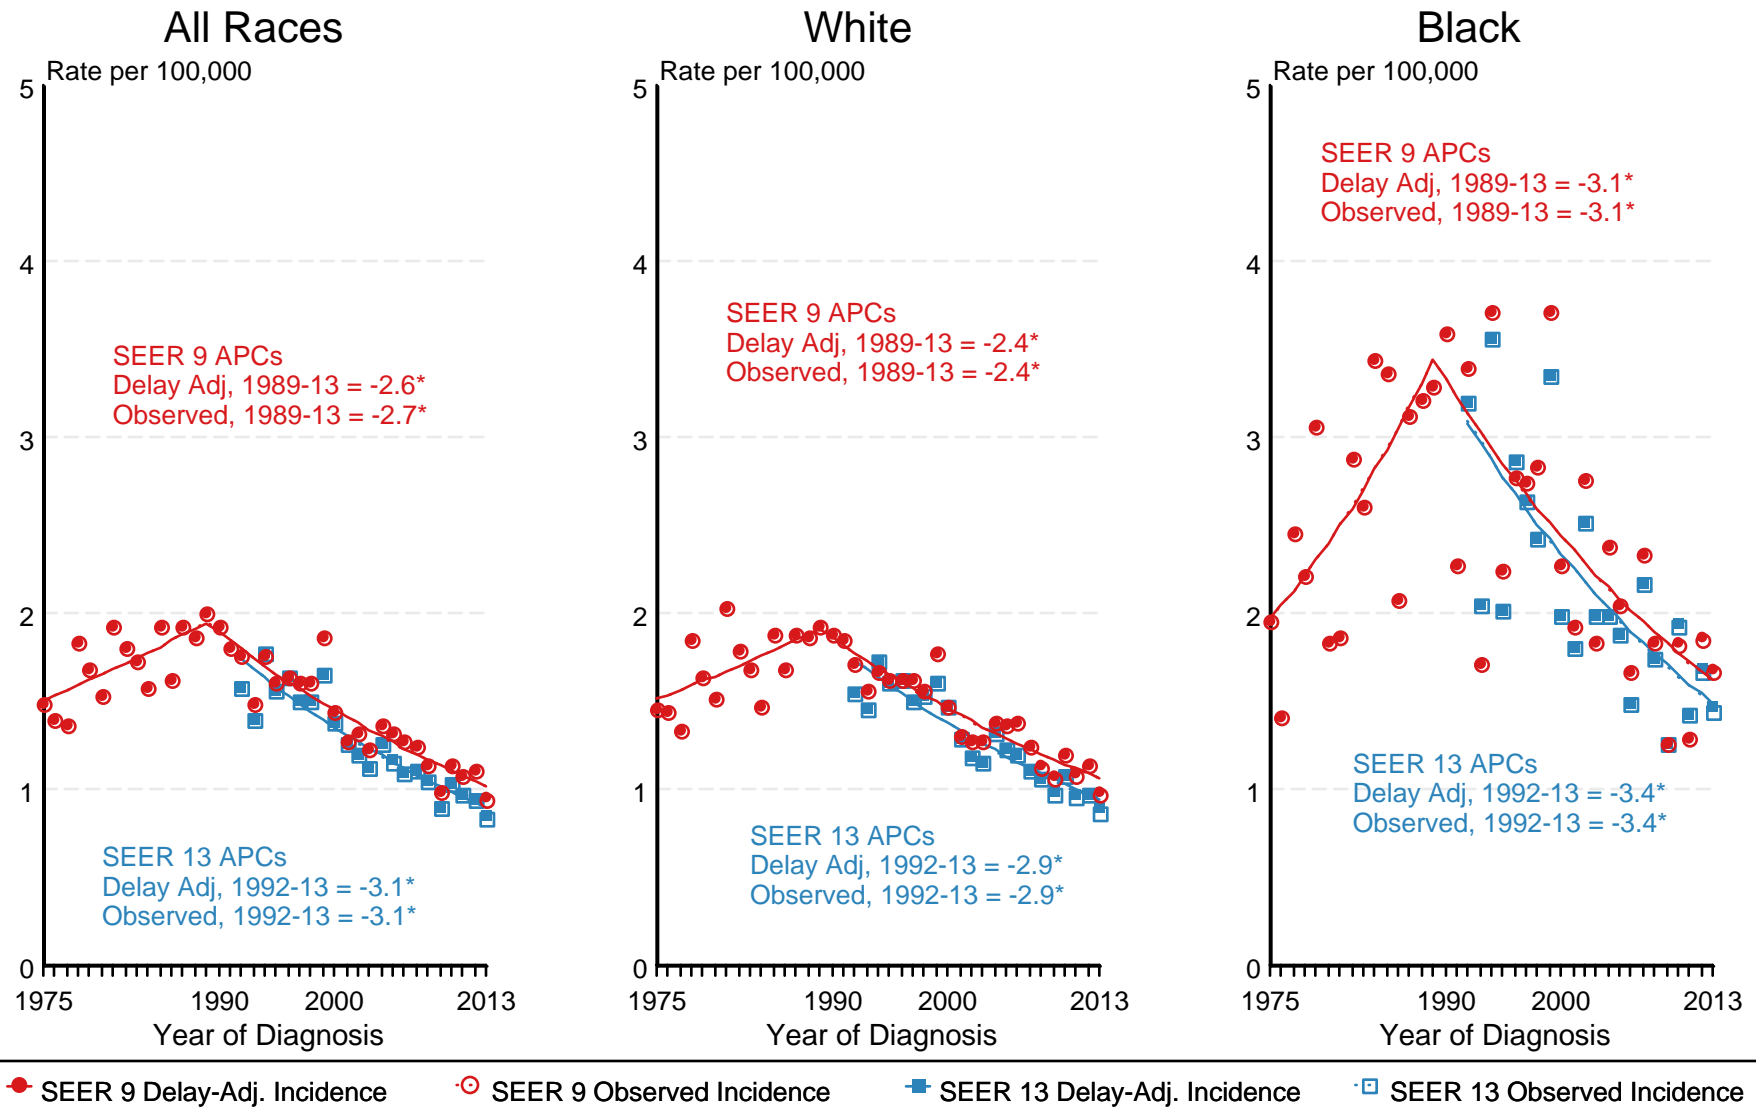 All Races
Rate per 100,000
5
4
3
2
1
0
SEER 9 APCs
Delay Adj, 1989-13 = -2.6*
Observed, 1989-13 = -2.7*
SEER 13 APCs
Delay Adj, 1992-13 = -3.1*
Observed, 1992-13 = -3.1*
1975 1990 2000 2013
Year of Diagnosis
White
Rate per 100,000
5
4
3
2
1
0
SEER 9 APCs
Delay Adj, 1989-13 = -2.4*
Observed, 1989-13 = -2.4*
SEER 13 APCs
Delay Adj, 1992-13 = -2.9*
Observed, 1992-13 = -2.9*
1975 1990 2000 2013
Year of Diagnosis
Black
Rate per 100,000
5
4
3
2
1
0
SEER 9 APCs
Delay Adj, 1989-13 = -3.1*
Observed, 1989-13 = -3.1*
SEER 13 APCs
Delay Adj, 1992-13 = -3.4*
Observed, 1992-13 = -3.4*
1975 1990 2000 2013
Year of Diagnosis
SEER 9 Delay-Adj. Incidence SEER 9 Observed Incidence SEER 13 Delay-Adj. Incidence SEER 13 Observed Incidence